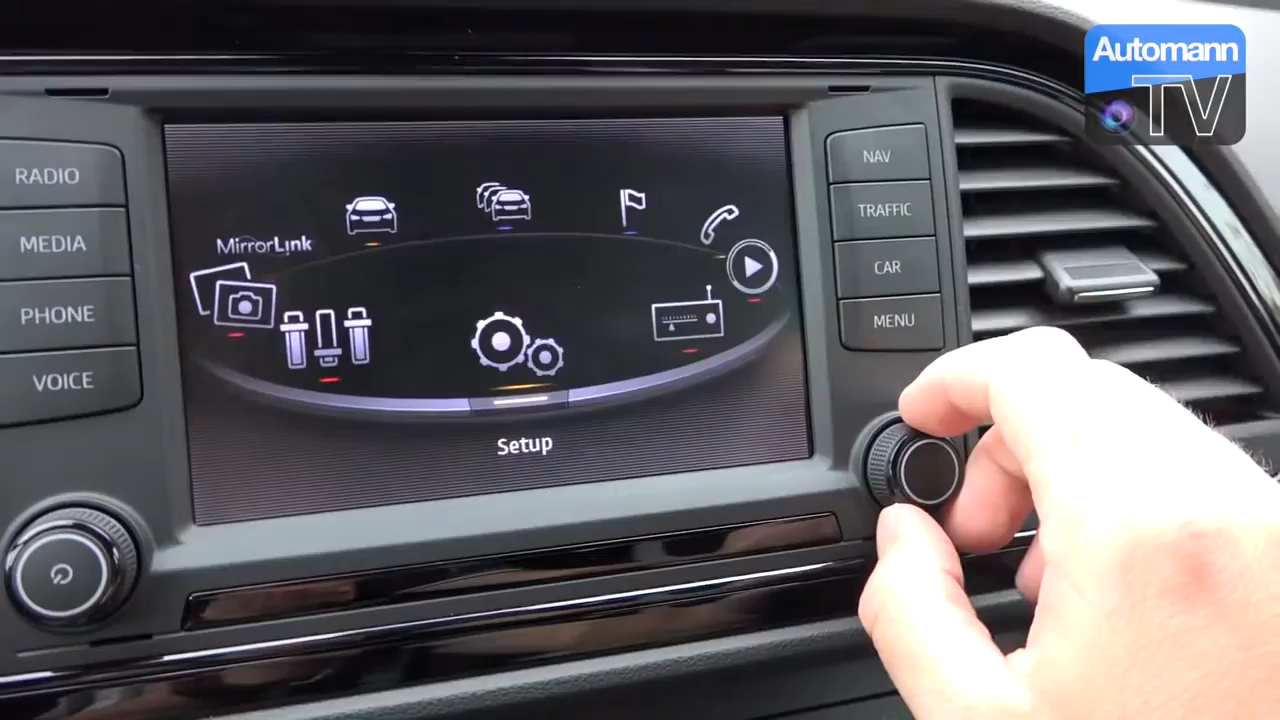 Automann
TV
RADIO
MEDIA
PHONE
VOICE
MirrorLink
Setup
NAV
TRAFFIC
CAR
MENU